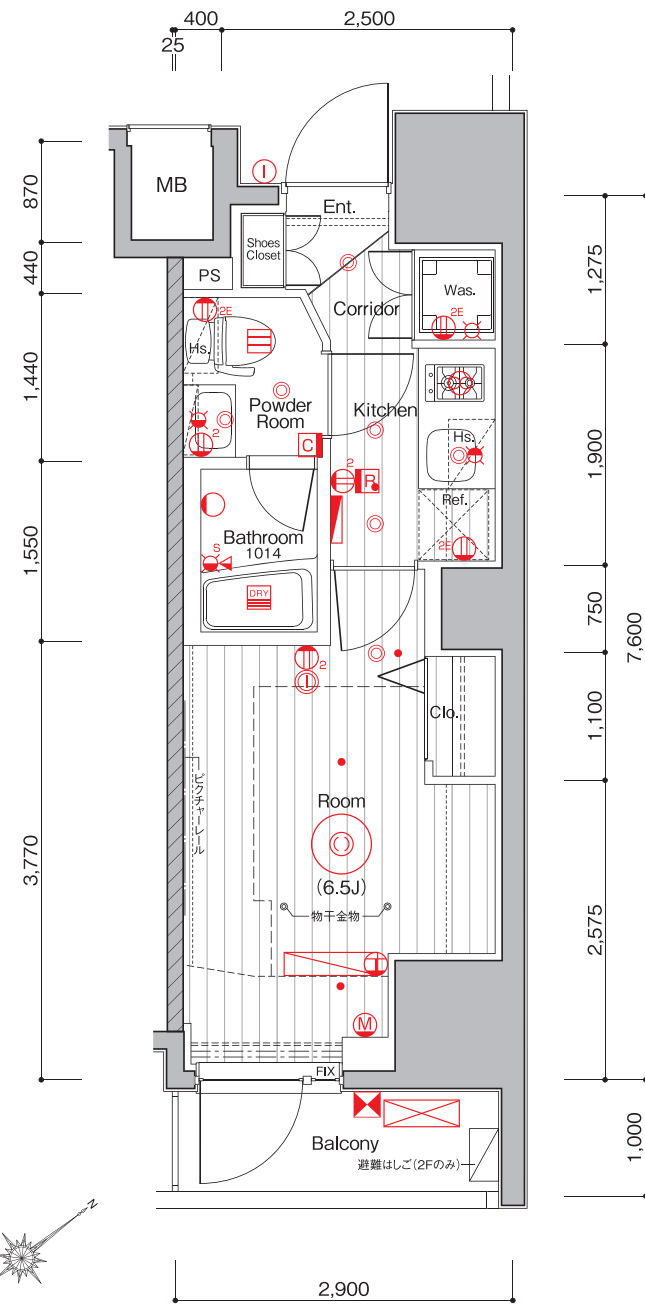 400
2,500
25
MB
I
Ent.
870
Shoes
Closet
440
PS
Corridor
Was.
2E
1,275
2E
Hs.
1,440
Powder
Room
2
C
Kitchen
Hs.
1,900
2
R
Ref.
2E
Bathroom
1014
S
1,550
DRY
750
7,600
2
I
Clo.
1,100
ピクチャーレール
Room
(6.5J)
3,770
物干金物
2,575
I
M
FIX
Balcony
避難はしご(2Fのみ)
1,000
N
2,900